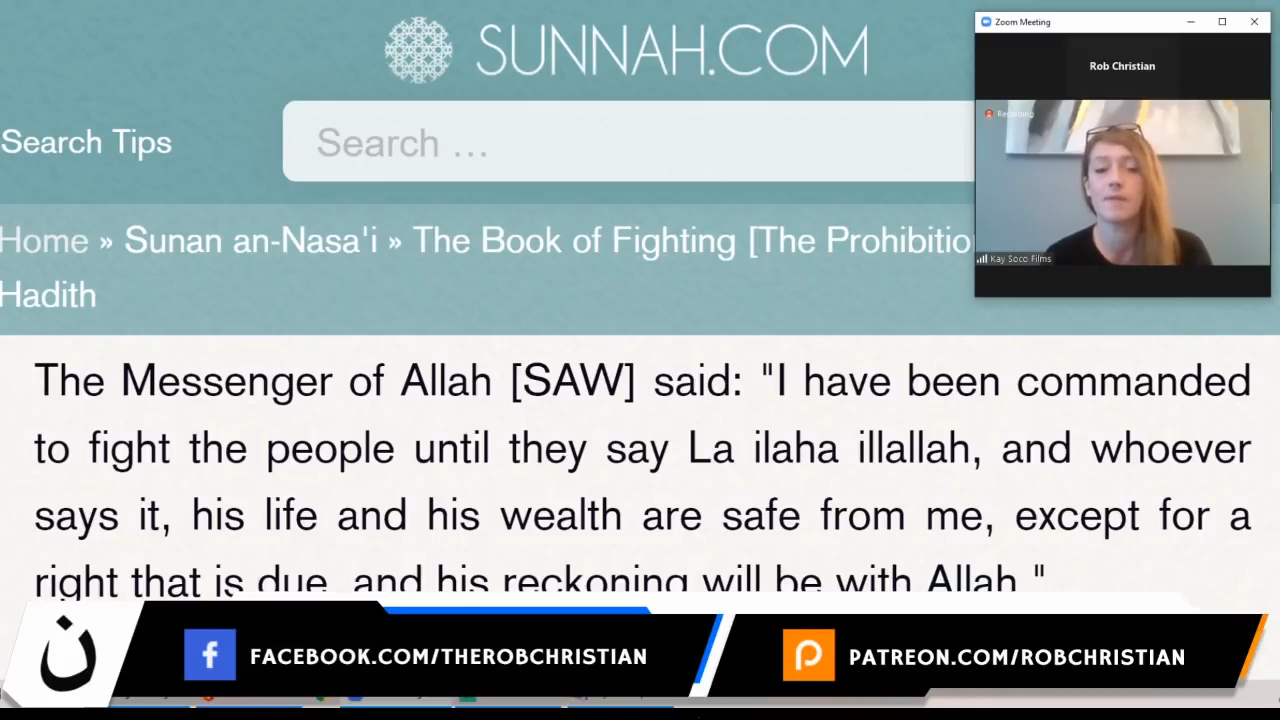 SUNNAH.COM
Zoom Meeting
Rob Christian
Search Tips
Search ...
Recording
Home » Sunan an-Nasa'i » The Book of Fighting [The Prohibitio
Hadith
Kay Soco Films
The Messenger of Allah [SAW] said: "I have been commanded
to fight the people until they say La ilaha illallah, and whoever
says it, his life and his wealth are safe from me, except for a
right that is due, and his reckoning will be with Allah."
ن
f FACEBOOK.COM/THEROBCHRISTIAN
PATREON.COM/ROBCHRISTIAN